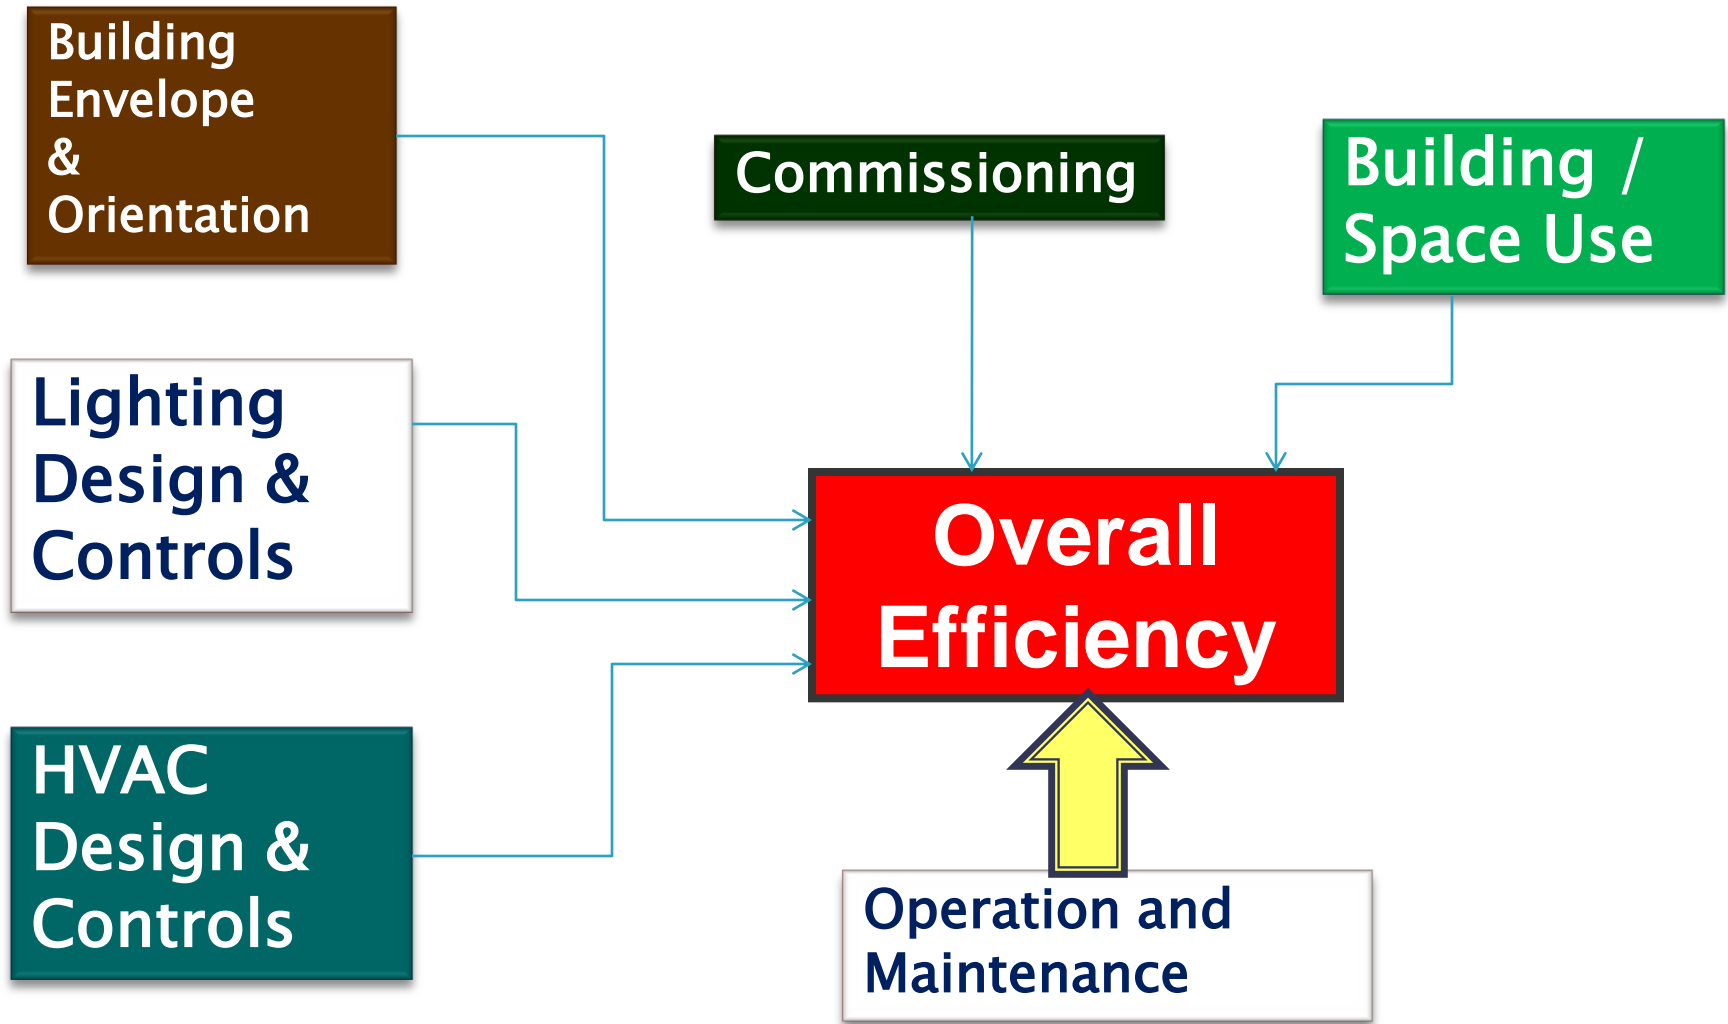 Building
Envelope
&
Orientation
Commissioning
Building /
Space Use
Lighting
Design &
Controls
Overall
Efficiency
HVAC
Design &
Controls
Operation and
Maintenance